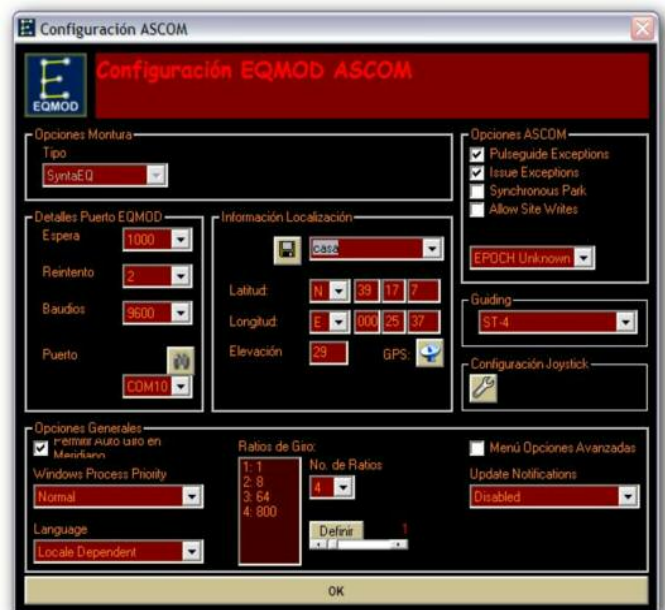 Configuración ASCOM
EQMOD
Configuración EQMOD ASCOM
Opciones Montura
Tipo
SyntaEQ
Opciones ASCOM
Pulseguide Exceptions
Issue Exceptions
Synchronous Park
Allow Site Writes
EPOCH Unknown
Detalles Puerto EQMOD
Espera 1000
Reintento 2
Baudios 9600
Puerto
COM10
Información Localización
casa
Latitud: N 39 17 7
Longitud: E 000 25 37
Elevación 29 GPS:
Guiding
ST-4
Configuración Joystick
Opciones Generales
Permitir Auto Giro en
Meridiano
Windows Process Priority
Normal
Language
Locale Dependent
Ratios de Giro:
1: 1
2: 8
3: 64
4: 800
No. de Ratios
4
Definir 1
Menú Opciones Avanzadas
Update Notifications
Disabled
OK